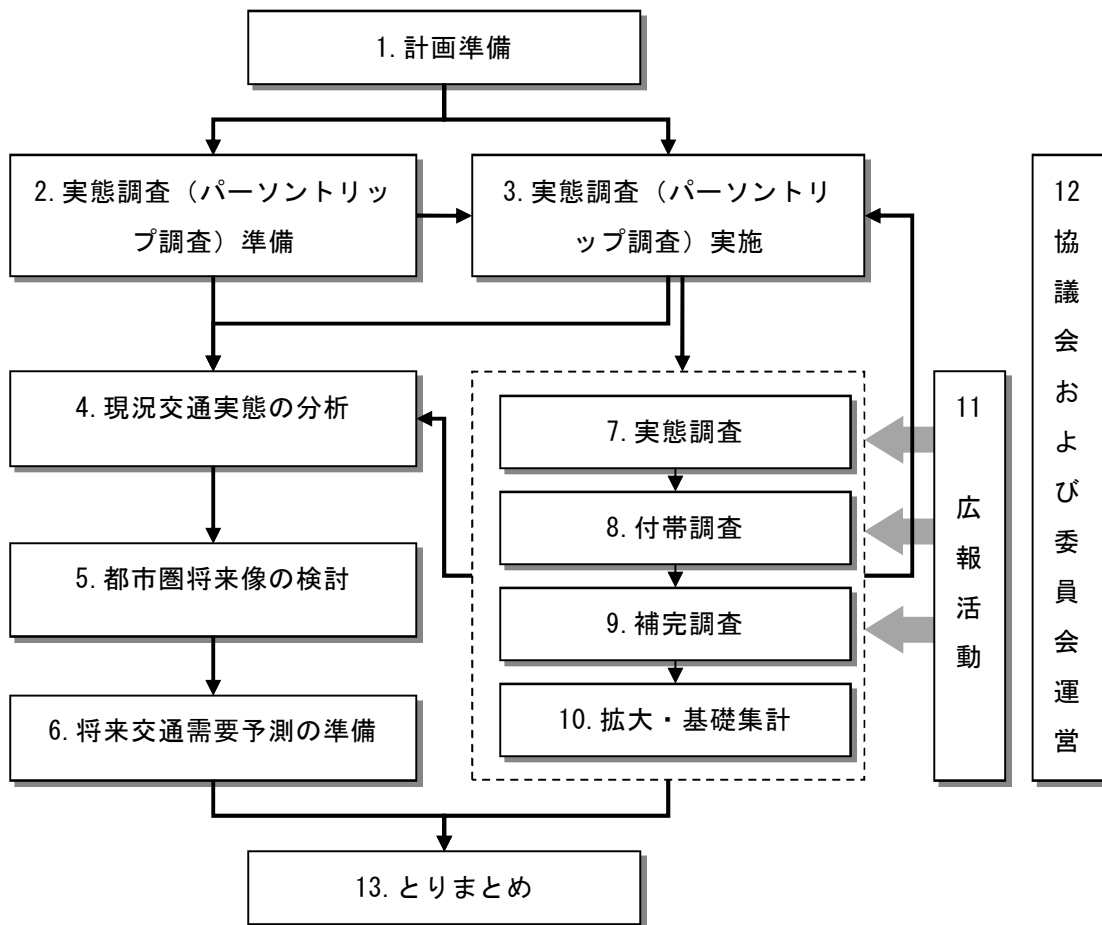 1.計画準備
2.実態調査（パーソントリッ
プ調査）準備
3.実態調査（パーソントリ
ップ調査）実施
4.現況交通実態の分析
5.都市圏将来像の検討
6.将来交通需要予測の準備
7.実態調査
8.付帯調査
9.補完調査
10.拡大・基礎集計
11 広報活動
12 協議会および委員会運営
13.とりまとめ